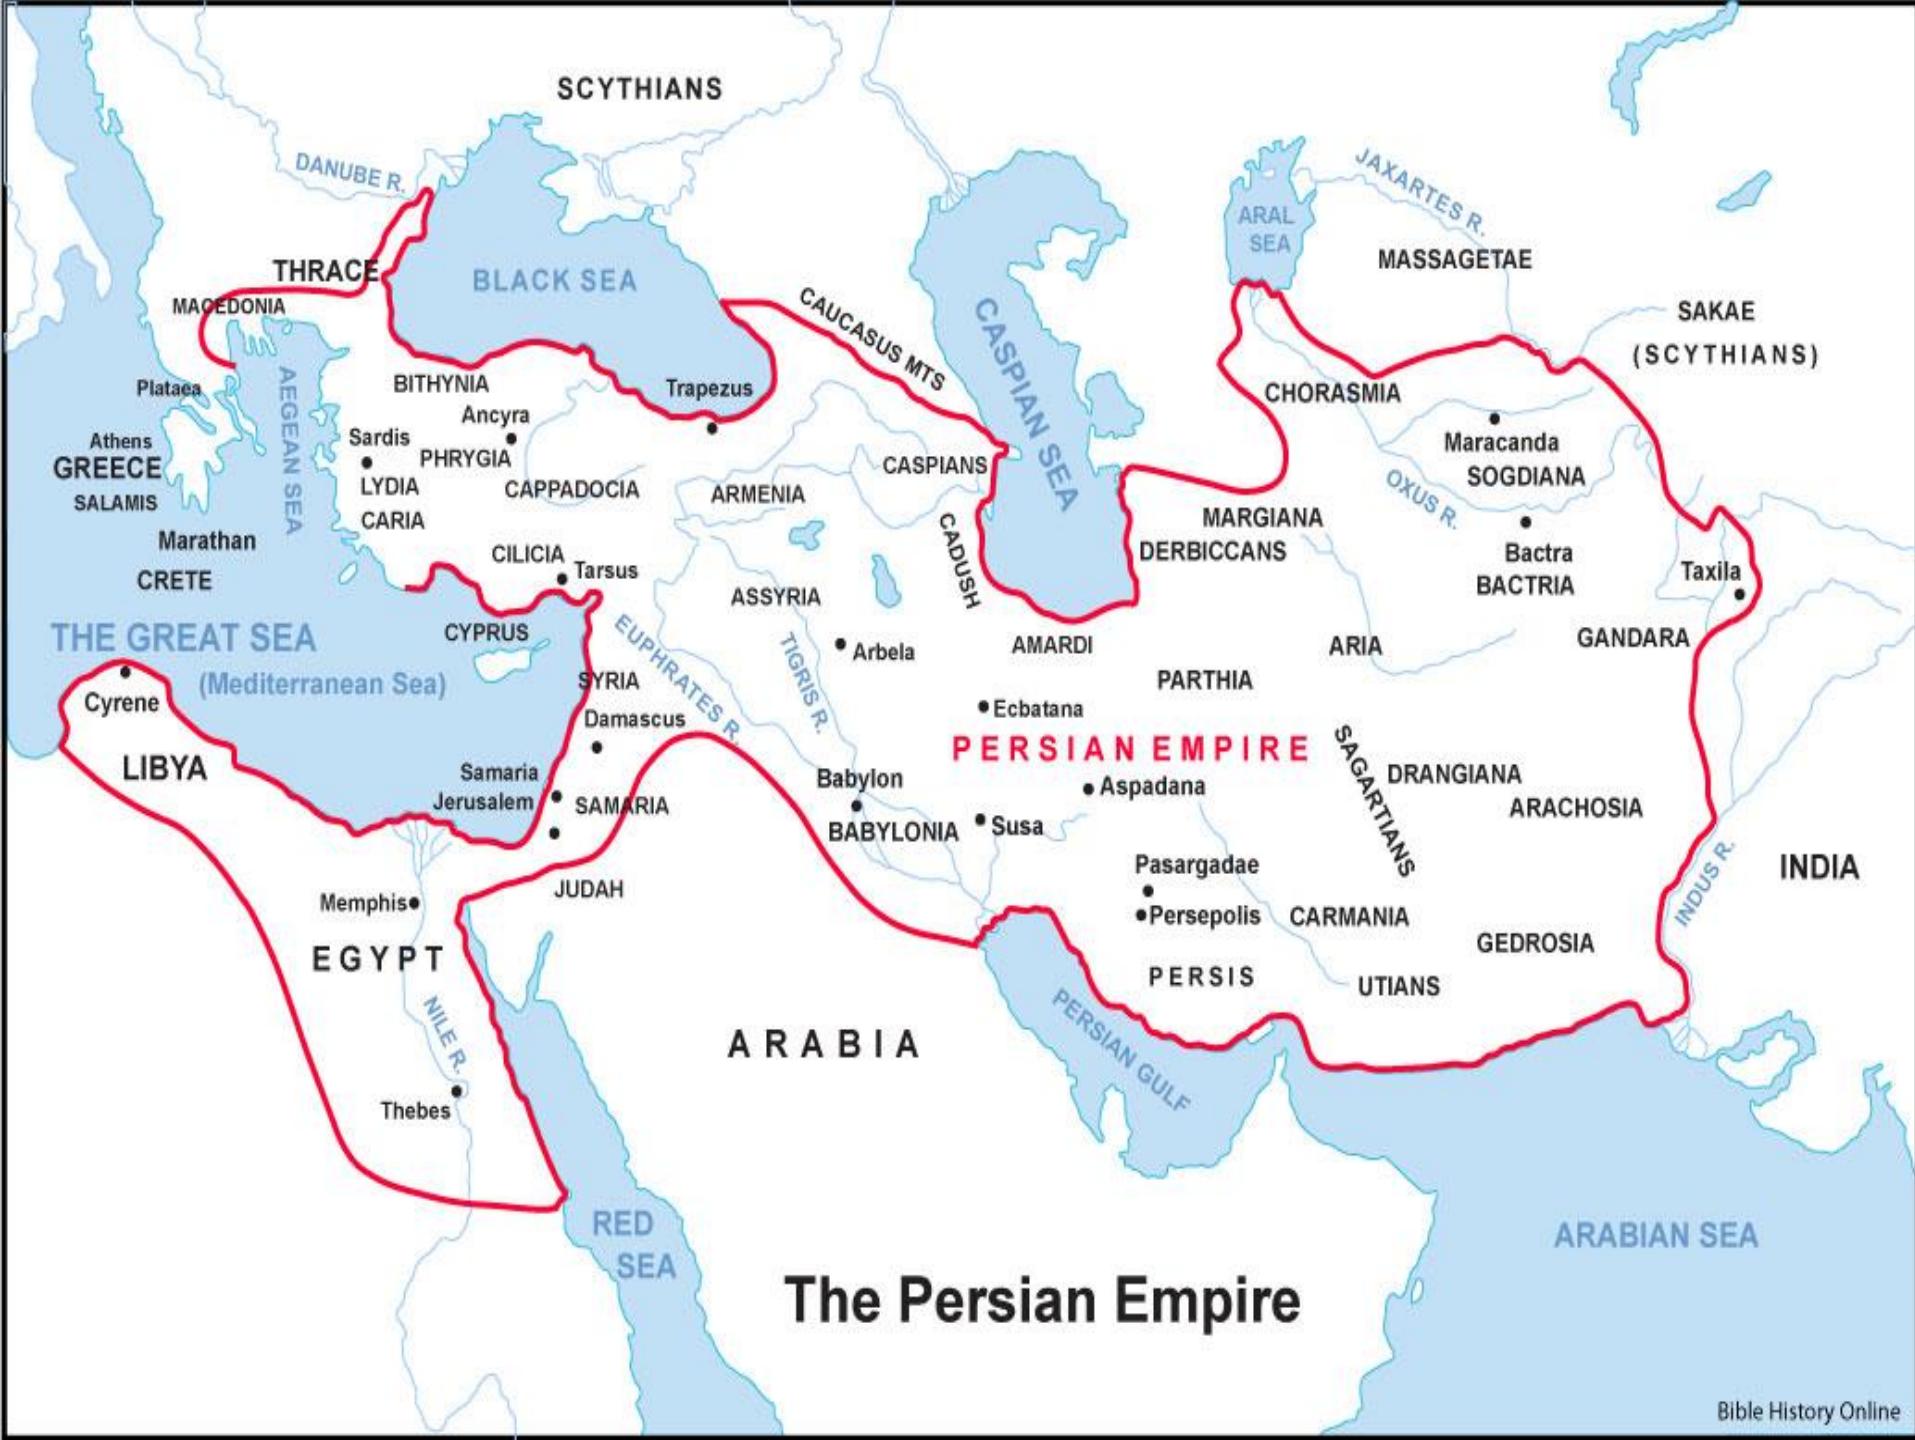 SCYTHIANS
DANUBE R.
JAXARTES R.
ARAL
SEA
MASSAGETAE
THRACE
BLACK SEA
MACEDONIA
CAUCASUS MTS
CASPIAN SEA
SAKAE
(SCYTHIANS)
Plataea
AEGEAN SEA
BITHYNIA
Trapezus
CHORASMIA
Ancyra
Athens
Sardis
Maracanda
GREECE
PHRYGIA
CASPIANS
SOGDIANA
LYDIA
CAPPADOCIA
ARMENIA
OXUS R.
SALAMIS
CARIA
MARGIANA
Marathan
CADUSH
DERBICCANS
CILICIA
Tarsus
Bactra
BACTRIA
Taxila
CRETE
ASSYRIA
THE GREAT SEA
(Mediterranean Sea)
CYPRUS
EUPHRATES R.
TIGRIS R.
Arbela
AMARDI
ARIA
GANDARA
SYRIA
PARTHIA
Cyrene
Damascus
Ecbatana
PERSIAN EMPIRE
SAGARTIANS
LIBYA
Samaria
Jerusalem
SAMARIA
Babylon
BABYLONIA
Aspadana
DRANGIANA
ARACHOSIA
Susa
Pasargadae
INDUS R.
INDIA
JUDAH
Memphis
Persepolis
CARMANIA
EGYPT
GEDROSIA
PERSIS
UTIANS
NILE R.
ARABIA
PERSIAN GULF
Thebes
RED
SEA
ARABIAN SEA
The Persian Empire
Bible History Online